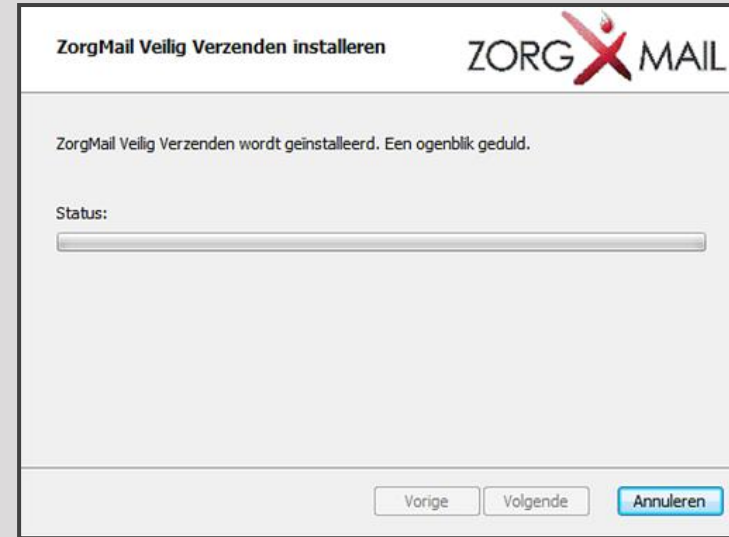 ZorgMail Veilig Verzenden installeren
ZORG MAIL
ZorgMail Veilig Verzenden wordt geïnstalleerd. Een ogenblik geduld.
Status:
Vorige
Volgende
Annuleren